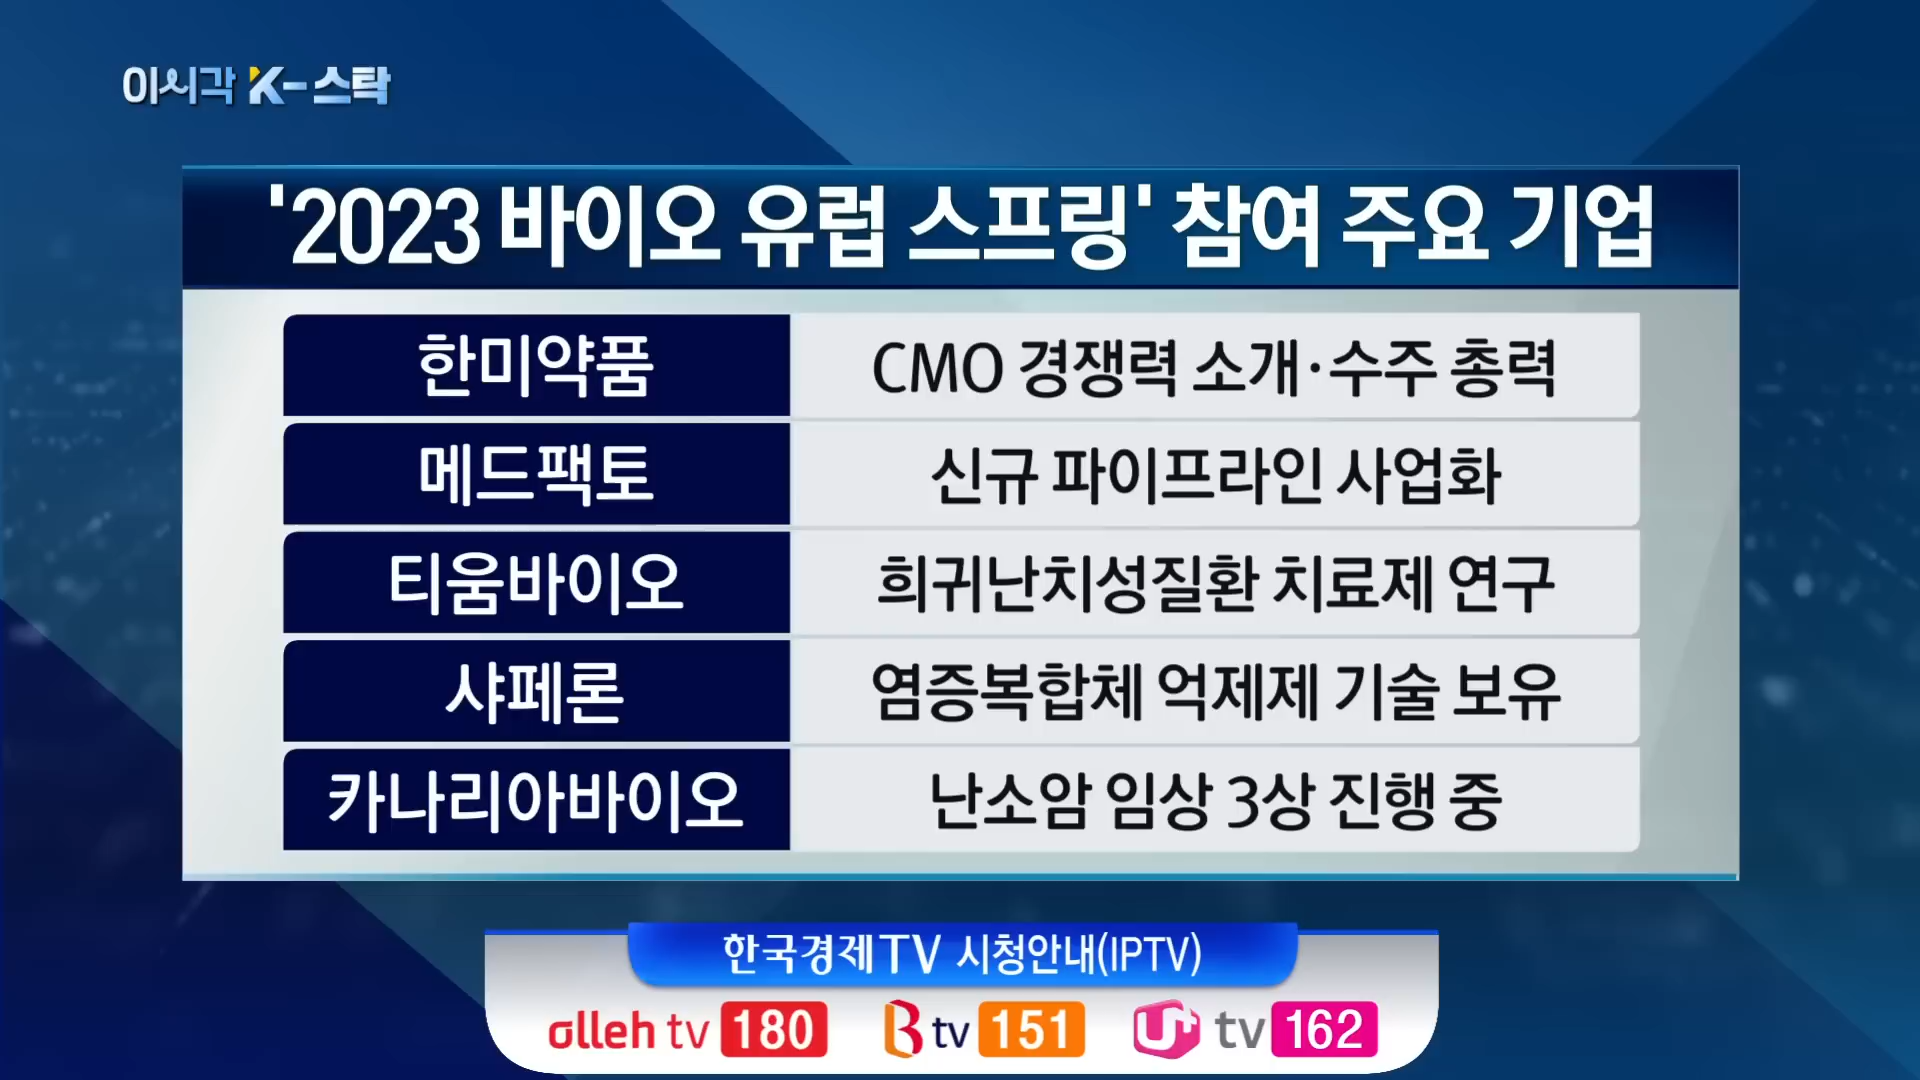 이시각 K-스탁
'2023 바이오 유럽 스프링' 참여 주요 기업
한미약품 CMO 경쟁력 소개·수주 총력
메드팩토 신규 파이프라인 사업화
티움바이오 희귀난치성질환 치료제 연구
샤페론 염증복합체 억제제 기술 보유
카나리아바이오 난소암 임상 3상 진행 중
한국경제TV 시청안내(IPTV)
olleh tv 180 B tv 151 U+ tv 162